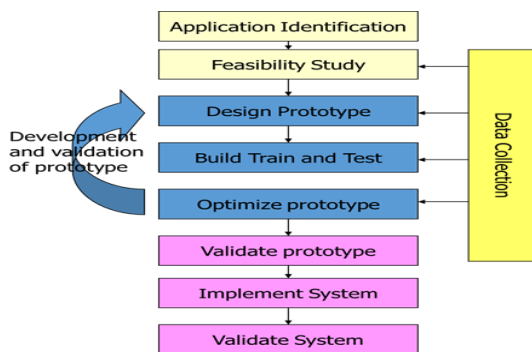 Application Identification
Feasibility Study
Design Prototype
Development
and validation
of prototype
Build Train and Test
Optimize prototype
Validate prototype
Implement System
Validate System
Data Collection